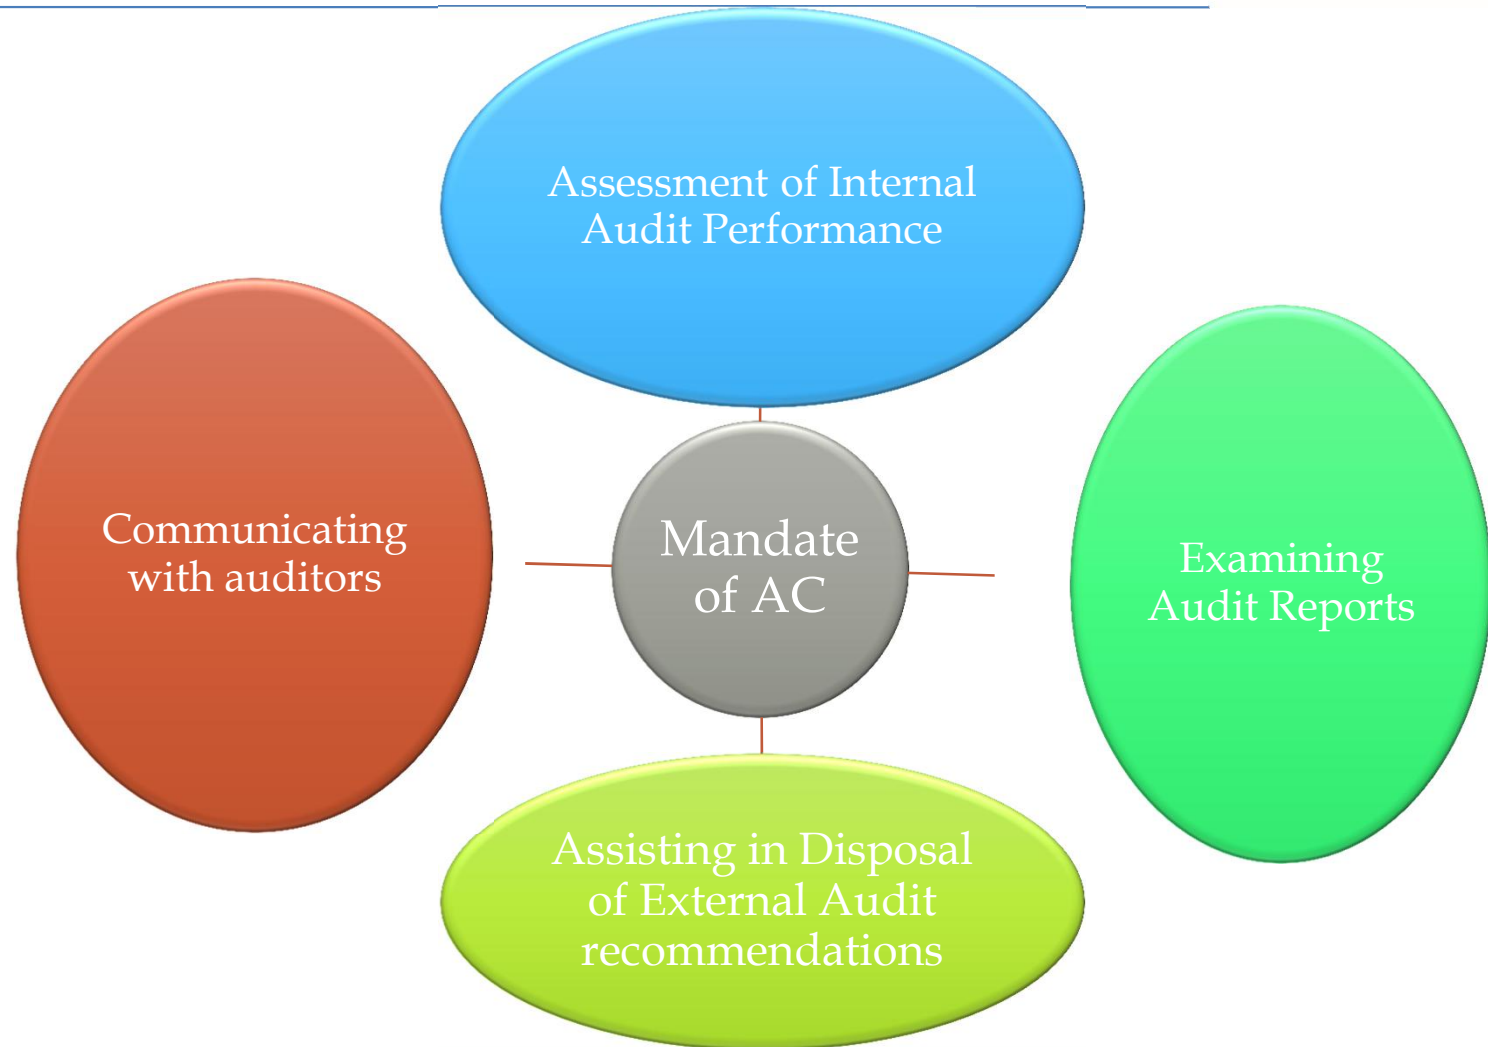 Assessment of Internal
Audit Performance
Communicating
with auditors
Mandate
of AC
Examining
Audit Reports
Assisting in Disposal
of External Audit
recommendations